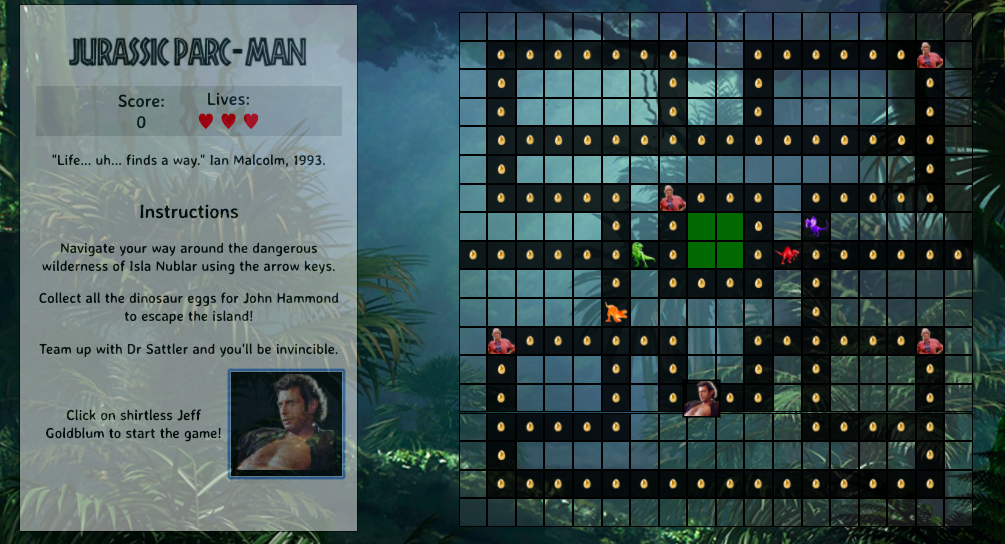 JURASSIC PARC-MAN
Score:
0
Lives:
"Life... uh... finds a way." Ian Malcolm, 1993.
Instructions
Navigate your way around the dangerous
wilderness of Isla Nublar using the arrow keys.
Collect all the dinosaur eggs for John Hammond
to escape the island!
Team up with Dr Sattler and you'll be invincible.
Click on shirtless Jeff
Goldblum to start the game!